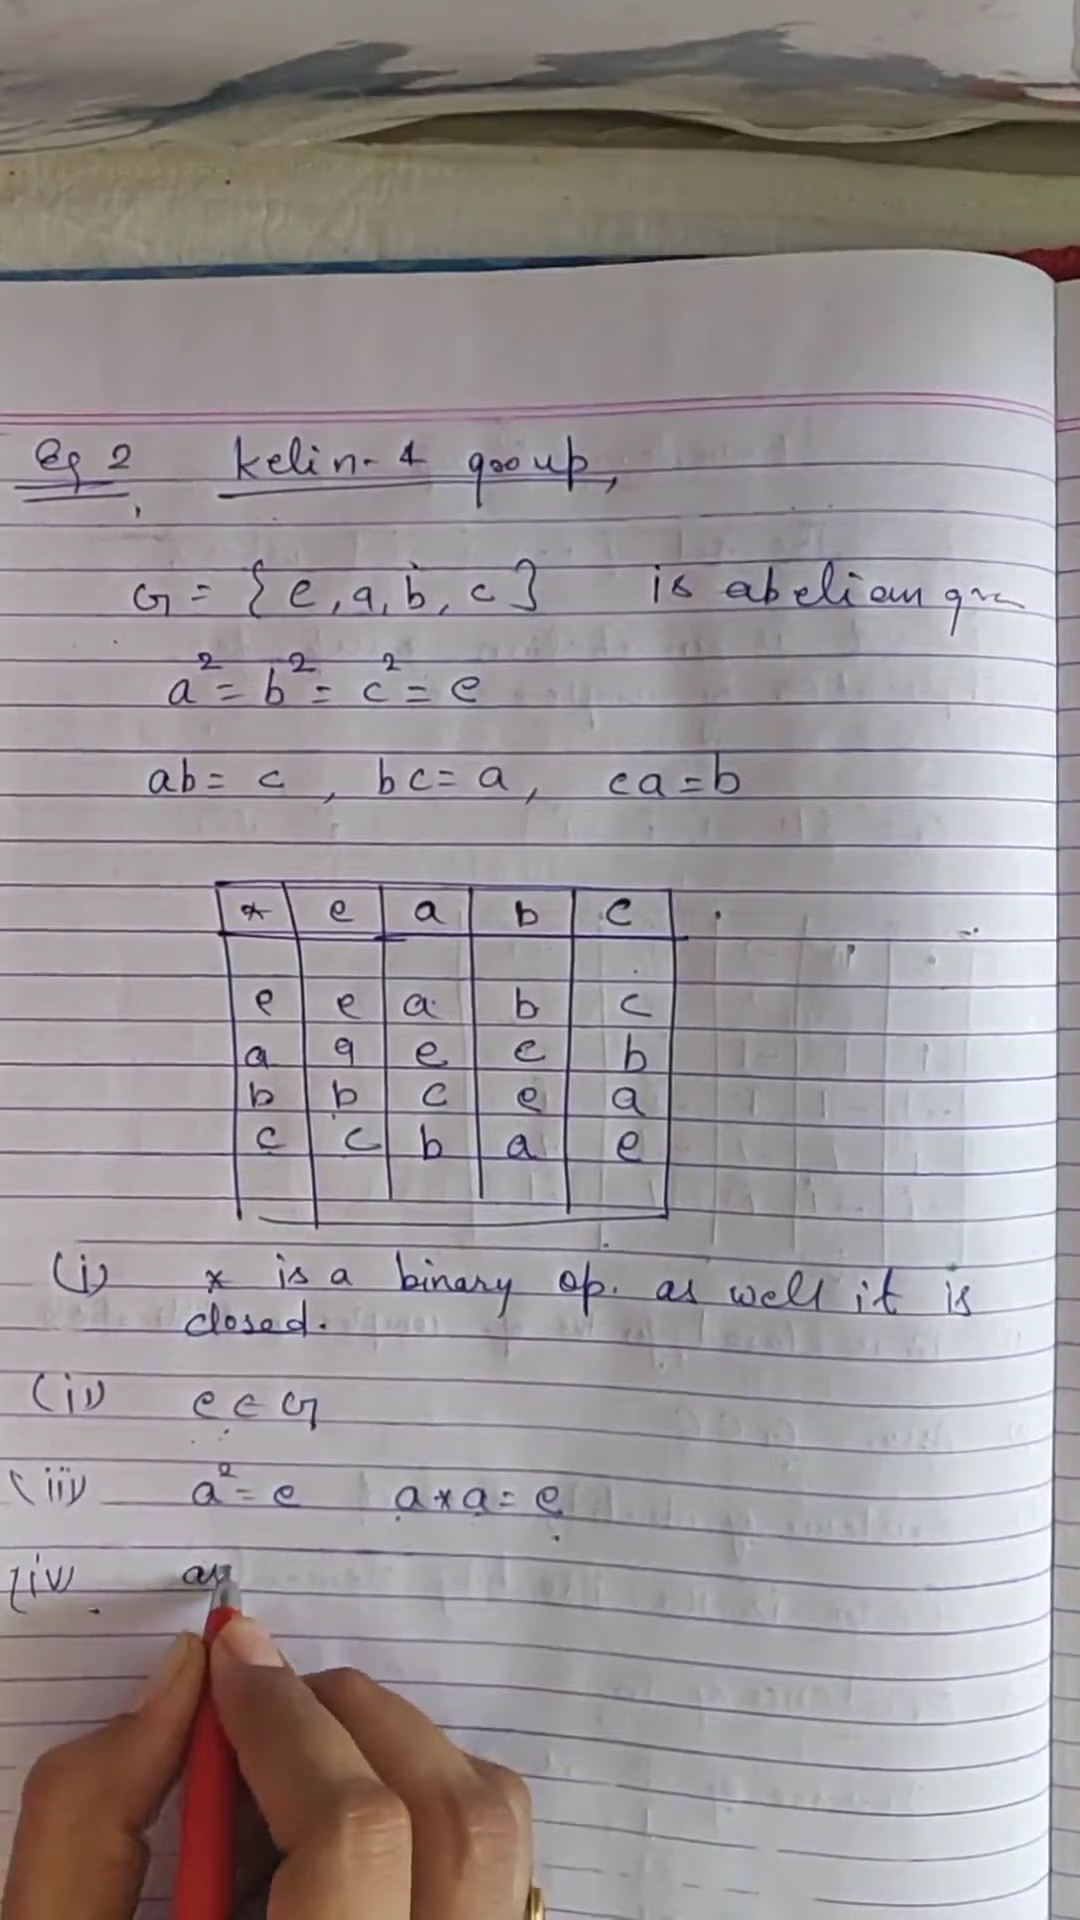 Eg 2 Kelin-4 group,
G = { e, a, b, c } is abelian
a² = b² = c² = e
ab = c , bc = a, ca = b
* e a b c
e e a b c
a a e c b
b b c e a
c c b a e
(i) * is a binary op. as well it is
closed.
(ii) e ∈ G
(iii) a² = e a * a = e
(iv)